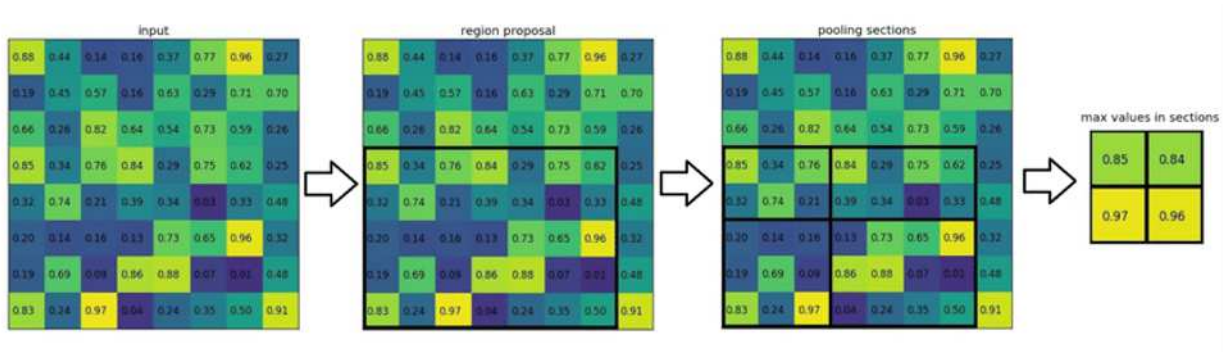 input
0.88 0.44 0.14 0.16 0.37 0.77 0.96 0.27
0.19 0.45 0.57 0.16 0.63 0.29 0.71 0.70
0.66 0.26 0.82 0.64 0.54 0.73 0.59 0.26
0.85 0.34 0.76 0.84 0.29 0.75 0.62 0.25
0.32 0.74 0.21 0.39 0.34 0.03 0.33 0.48
0.20 0.14 0.16 0.13 0.73 0.65 0.96 0.32
0.19 0.69 0.09 0.86 0.88 0.07 0.01 0.48
0.83 0.24 0.97 0.04 0.24 0.35 0.50 0.91
region proposal
0.88 0.44 0.14 0.16 0.37 0.77 0.96 0.27
0.19 0.45 0.57 0.16 0.63 0.29 0.71 0.70
0.66 0.26 0.82 0.64 0.54 0.73 0.59 0.26
0.85 0.34 0.76 0.84 0.29 0.75 0.62 0.25
0.32 0.74 0.21 0.39 0.34 0.03 0.33 0.48
0.20 0.14 0.16 0.13 0.73 0.65 0.96 0.32
0.19 0.69 0.09 0.86 0.88 0.07 0.01 0.48
0.83 0.24 0.97 0.04 0.24 0.35 0.50 0.91
pooling sections
0.88 0.44 0.14 0.16 0.37 0.77 0.96 0.27
0.19 0.45 0.57 0.16 0.63 0.29 0.71 0.70
0.66 0.26 0.82 0.64 0.54 0.73 0.59 0.26
0.85 0.34 0.76 0.84 0.29 0.75 0.62 0.25
0.32 0.74 0.21 0.39 0.34 0.03 0.33 0.48
0.20 0.14 0.16 0.13 0.73 0.65 0.96 0.32
0.19 0.69 0.09 0.86 0.88 0.07 0.01 0.48
0.83 0.24 0.97 0.04 0.24 0.35 0.50 0.91
max values in sections
0.85 0.84
0.97 0.96